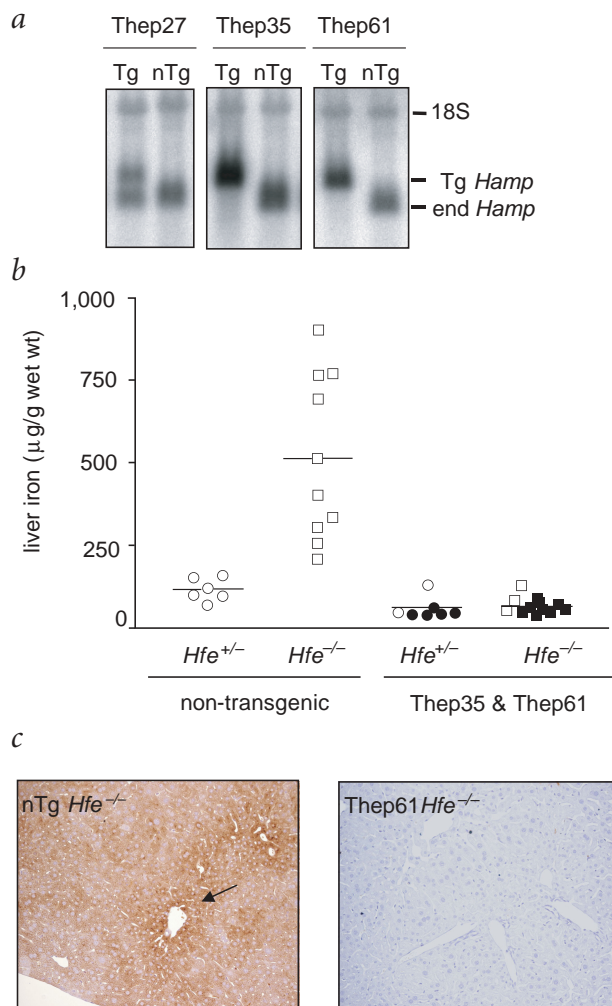 a
Thep27 Thep35 Thep61
Tg nTg Tg nTg Tg nTg
18S
Tg Hamp
end Hamp
b
liver iron (µg/g wet wt)
1,000
750
500
250
0
Hfe+/– Hfe–/– Hfe+/– Hfe–/–
non-transgenic Thep35 & Thep61
c
nTg Hfe–/– Thep61Hfe–/–